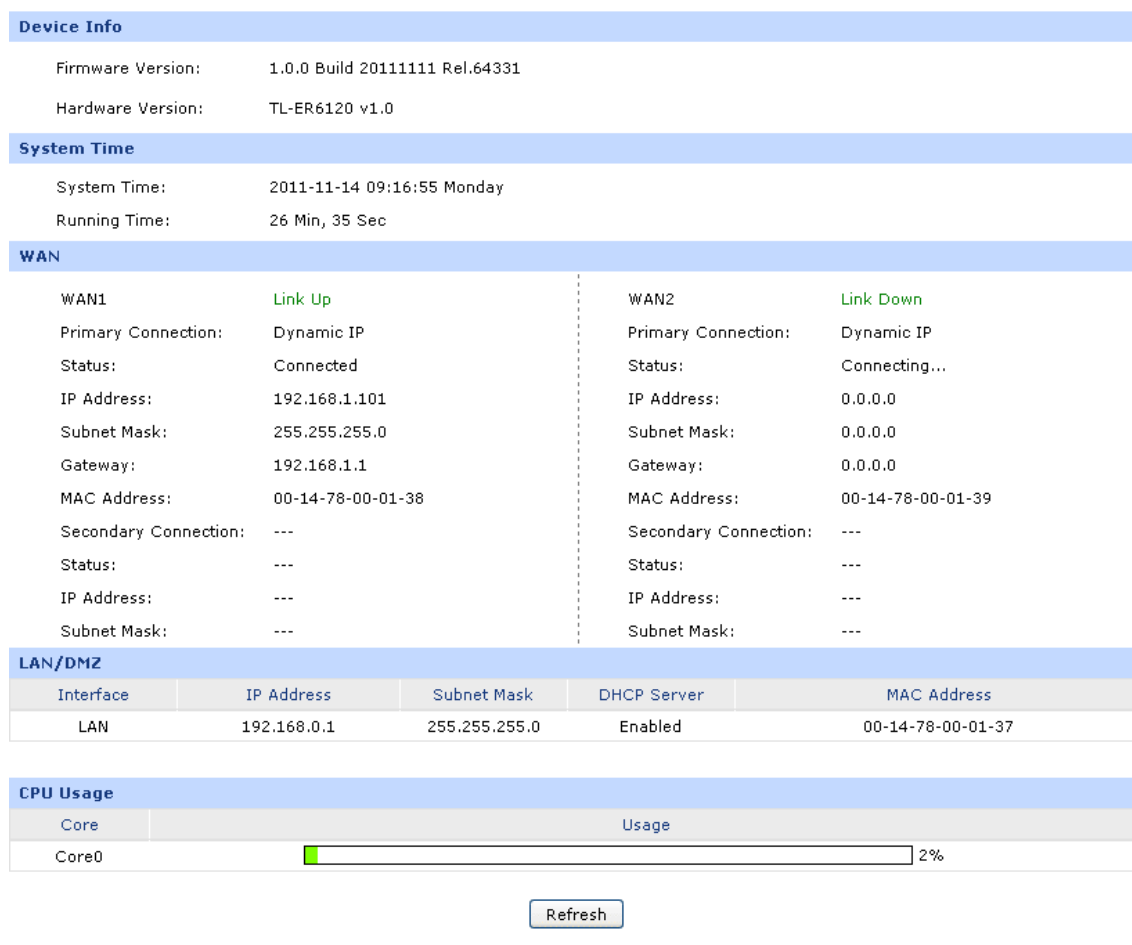 Device Info
Firmware Version: 1.0.0 Build 20111111 Rel.64331
Hardware Version: TL-ER6120 v1.0
System Time
System Time: 2011-11-14 09:16:55 Monday
Running Time: 26 Min, 35 Sec
WAN
WAN1 Link Up WAN2 Link Down
Primary Connection: Dynamic IP Primary Connection: Dynamic IP
Status: Connected Status: Connecting...
IP Address: 192.168.1.101 IP Address: 0.0.0.0
Subnet Mask: 255.255.255.0 Subnet Mask: 0.0.0.0
Gateway: 192.168.1.1 Gateway: 0.0.0.0
MAC Address: 00-14-78-00-01-38 MAC Address: 00-14-78-00-01-39
Secondary Connection: --- Secondary Connection: ---
Status: --- Status: ---
IP Address: --- IP Address: ---
Subnet Mask: --- Subnet Mask: ---
LAN/DMZ
Interface IP Address Subnet Mask DHCP Server MAC Address
LAN 192.168.0.1 255.255.255.0 Enabled 00-14-78-00-01-37
CPU Usage
Core Usage
Core0 2%
Refresh